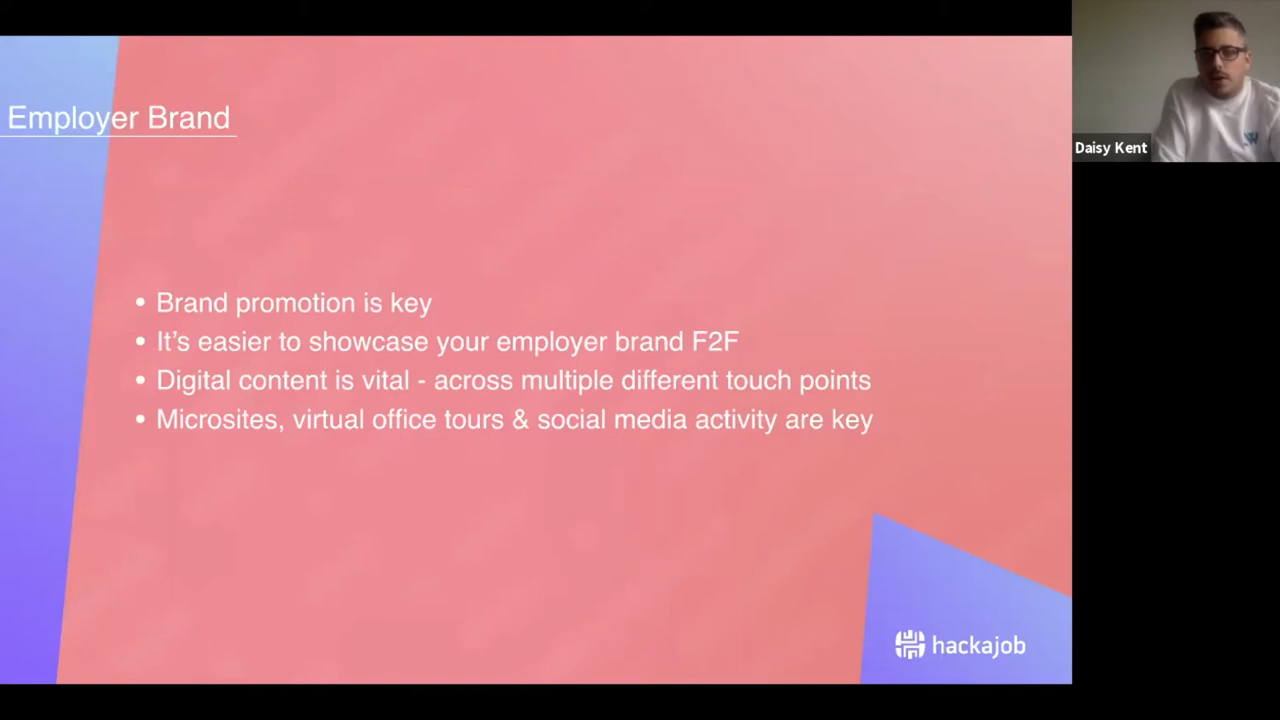 Employer Brand
Daisy Kent
• Brand promotion is key
• It’s easier to showcase your employer brand F2F
• Digital content is vital - across multiple different touch points
• Microsites, virtual office tours & social media activity are key
hackajob